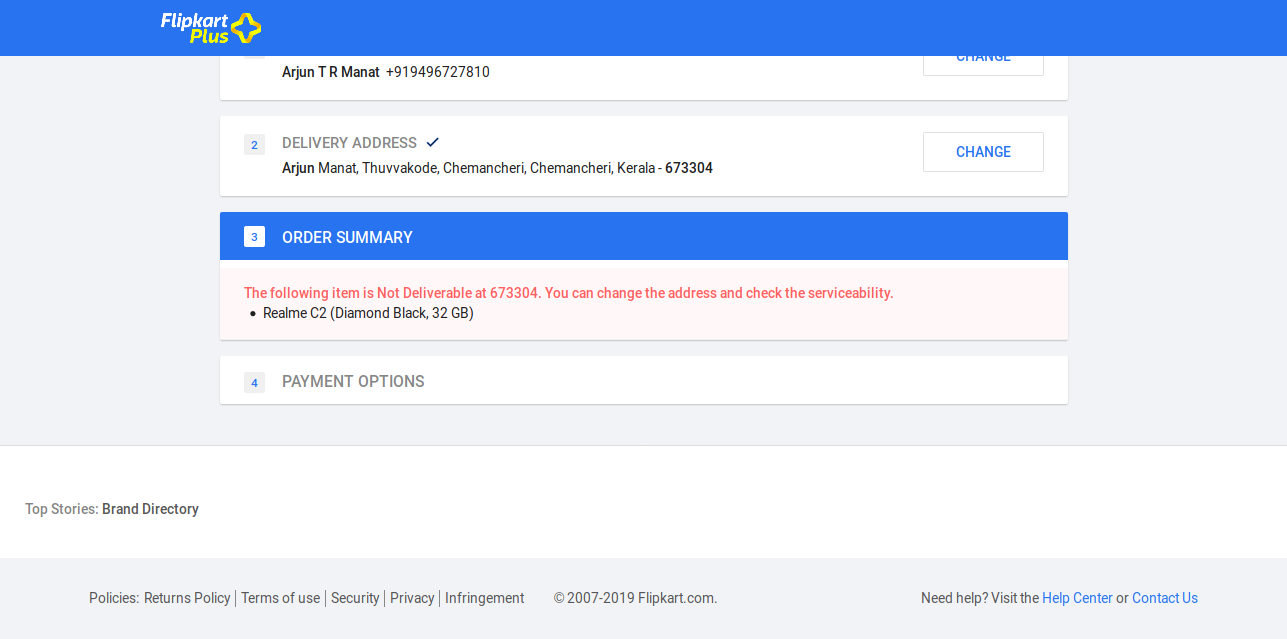 Flipkart
Plus
Arjun T R Manat +919496727810
CHANGE
2 DELIVERY ADDRESS
Arjun Manat, Thuvvakode, Chemancheri, Chemancheri, Kerala - 673304
CHANGE
3 ORDER SUMMARY
The following item is Not Deliverable at 673304. You can change the address and check the serviceability.
• Realme C2 (Diamond Black, 32 GB)
4 PAYMENT OPTIONS
Top Stories: Brand Directory
Policies: Returns Policy | Terms of use | Security | Privacy | Infringement © 2007-2019 Flipkart.com. Need help? Visit the Help Center or Contact Us